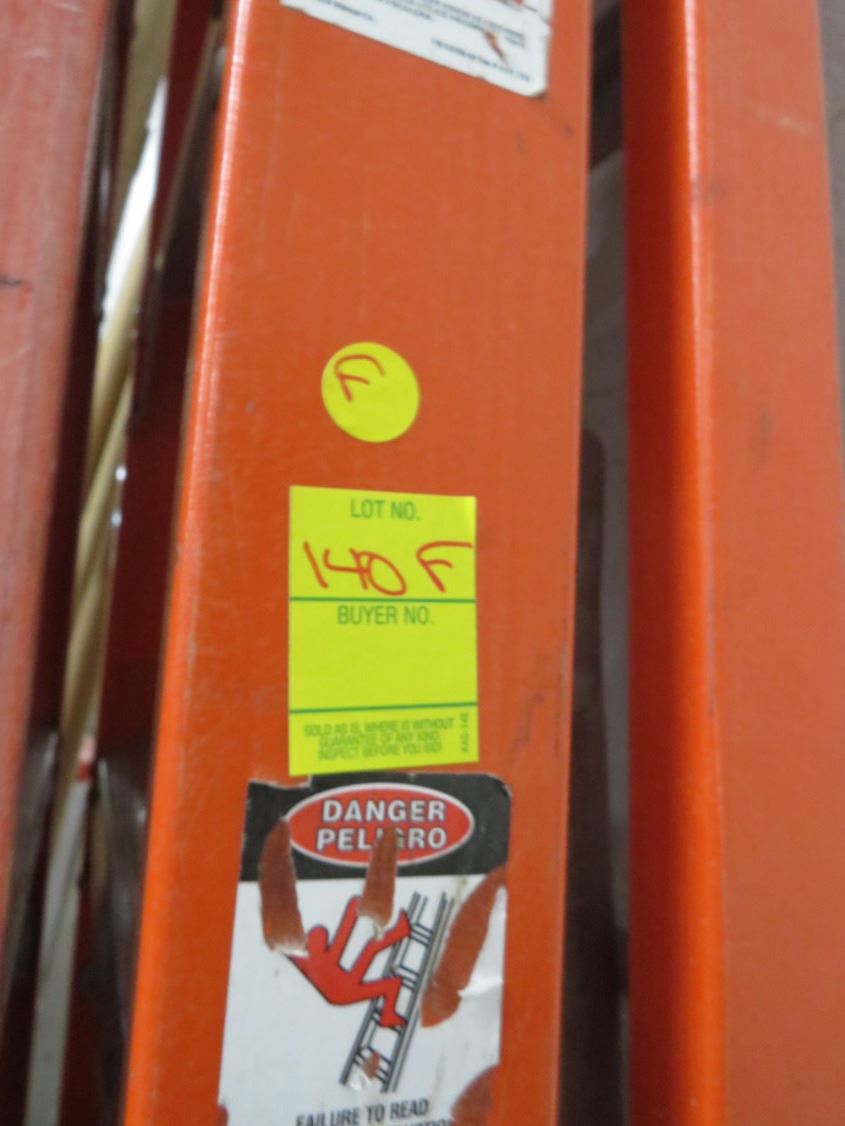 F
LOT NO.
140 F
BUYER NO.
SOLD AS IS, WHERE IS WITHOUT
GUARANTEE OF ANY KIND.
INSPECT BEFORE YOU BID!
DANGER
PELIGRO
FAILURE TO READ